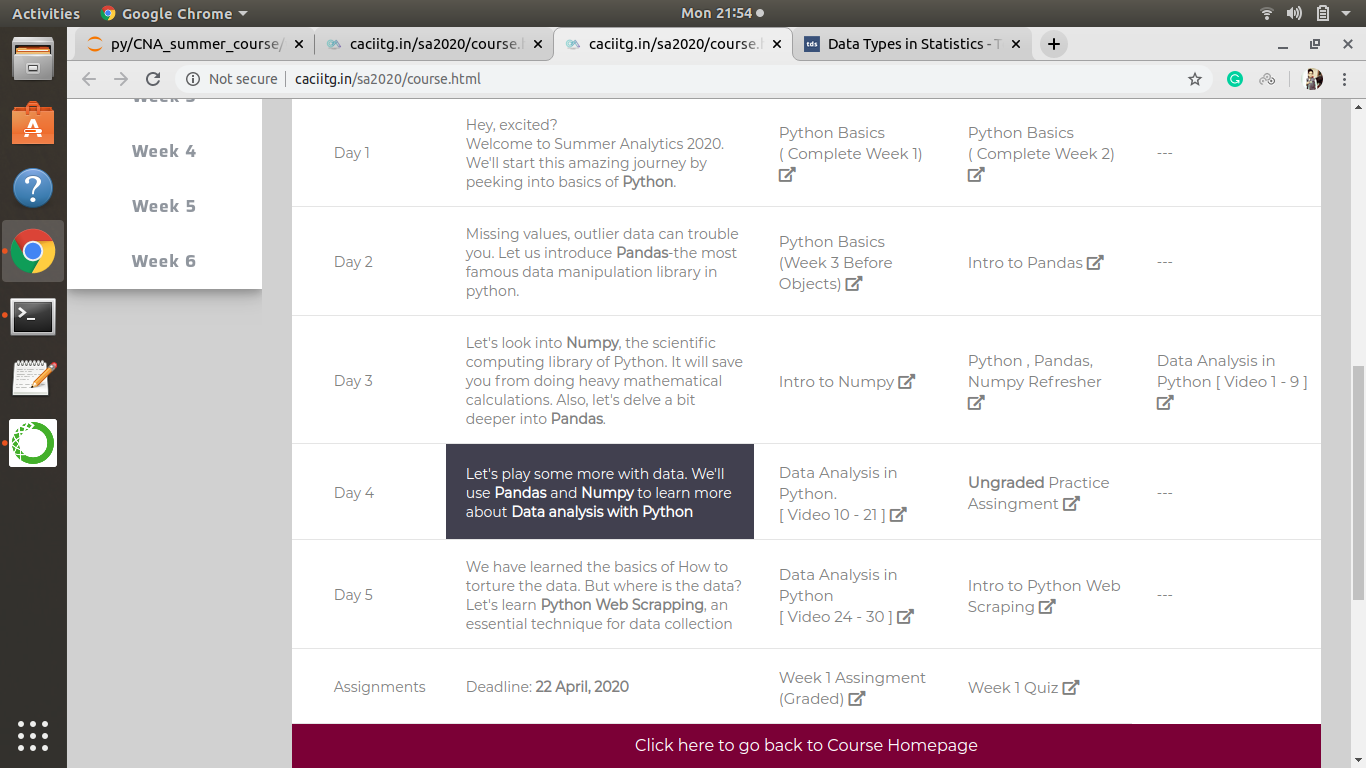 Activities
Google Chrome
Mon 21:54
py/CNA_summer_course/
caciitg.in/sa2020/course.
caciitg.in/sa2020/course.
tds
Data Types in Statistics - T
Not secure
caciitg.in/sa2020/course.html
Week 4
Week 5
Week 6
Day 1
Hey, excited?
Welcome to Summer Analytics 2020.
We'll start this amazing journey by
peeking into basics of Python.
Python Basics
( Complete Week 1)
Python Basics
( Complete Week 2)
---
Day 2
Missing values, outlier data can trouble
you. Let us introduce Pandas-the most
famous data manipulation library in
python.
Python Basics
(Week 3 Before
Objects)
Intro to Pandas
---
Day 3
Let's look into Numpy, the scientific
computing library of Python. It will save
you from doing heavy mathematical
calculations. Also, let's delve a bit
deeper into Pandas.
Intro to Numpy
Python , Pandas,
Numpy Refresher
Data Analysis in
Python [ Video 1 - 9 ]
Day 4
Let's play some more with data. We'll
use Pandas and Numpy to learn more
about Data analysis with Python
Data Analysis in
Python.
[ Video 10 - 21 ]
Ungraded Practice
Assingment
---
Day 5
We have learned the basics of How to
torture the data. But where is the data?
Let's learn Python Web Scrapping, an
essential technique for data collection
Data Analysis in
Python
[ Video 24 - 30 ]
Intro to Python Web
Scraping
---
Assignments
Deadline: 22 April, 2020
Week 1 Assingment
(Graded)
Week 1 Quiz
Click here to go back to Course Homepage